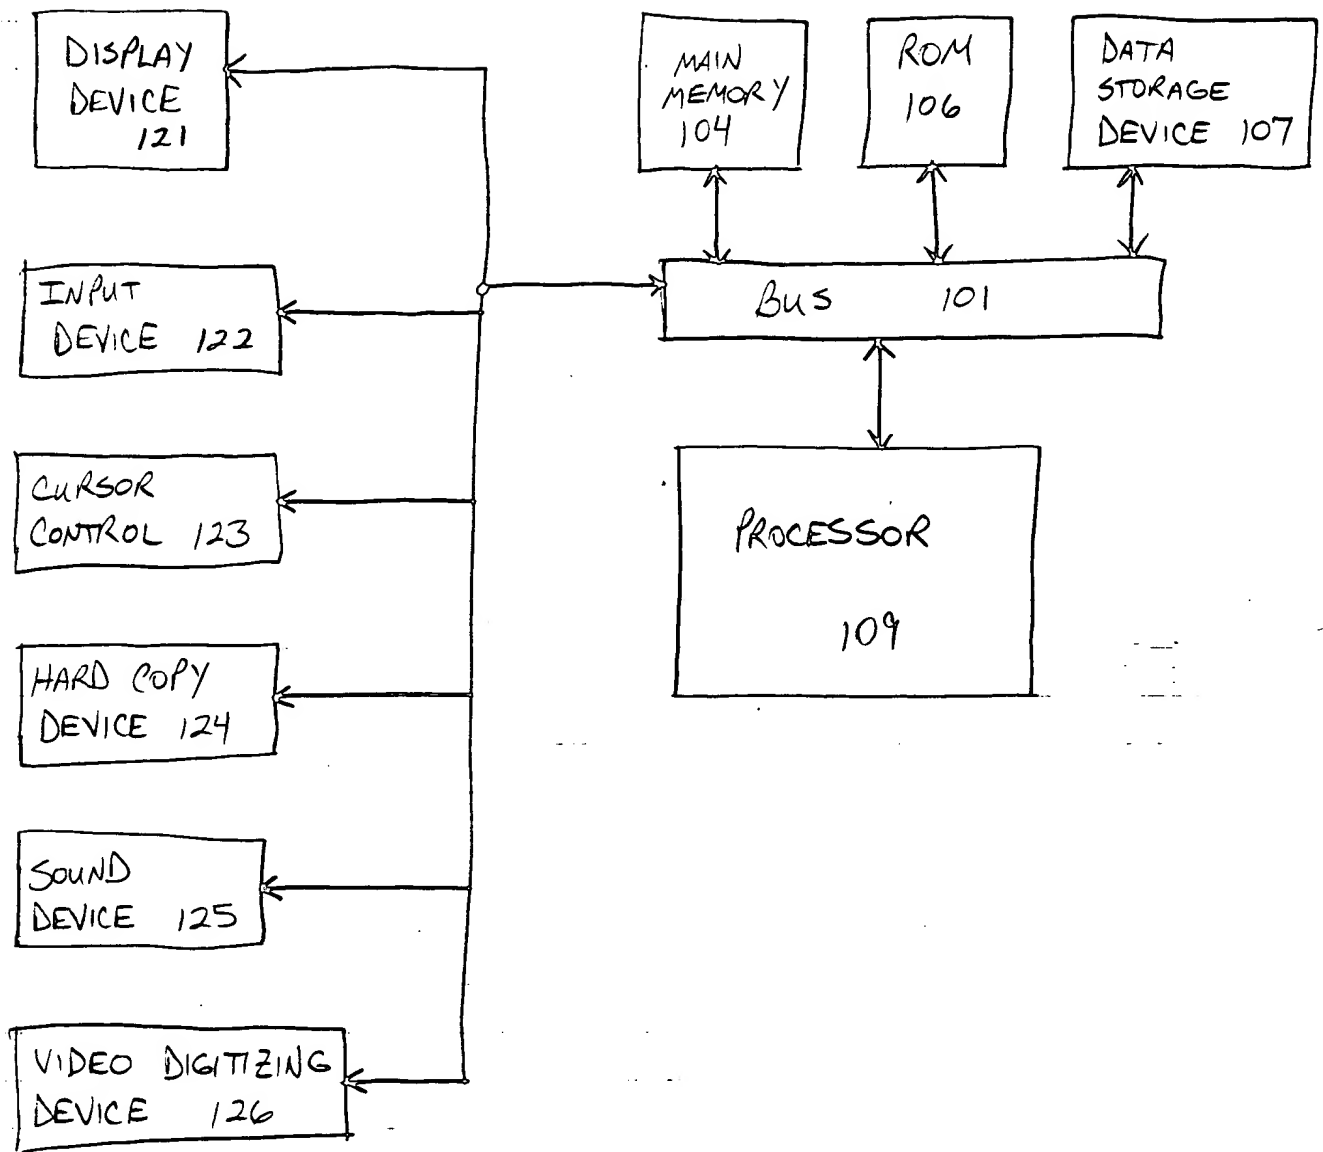 DISPLAY
DEVICE
121
MAIN
MEMORY
104
ROM
106
DATA
STORAGE
DEVICE 107
INPUT
DEVICE 122
BUS 101
CURSOR
CONTROL 123
PROCESSOR
109
HARD COPY
DEVICE 124
SOUND
DEVICE 125
VIDEO DIGITIZING
DEVICE 126